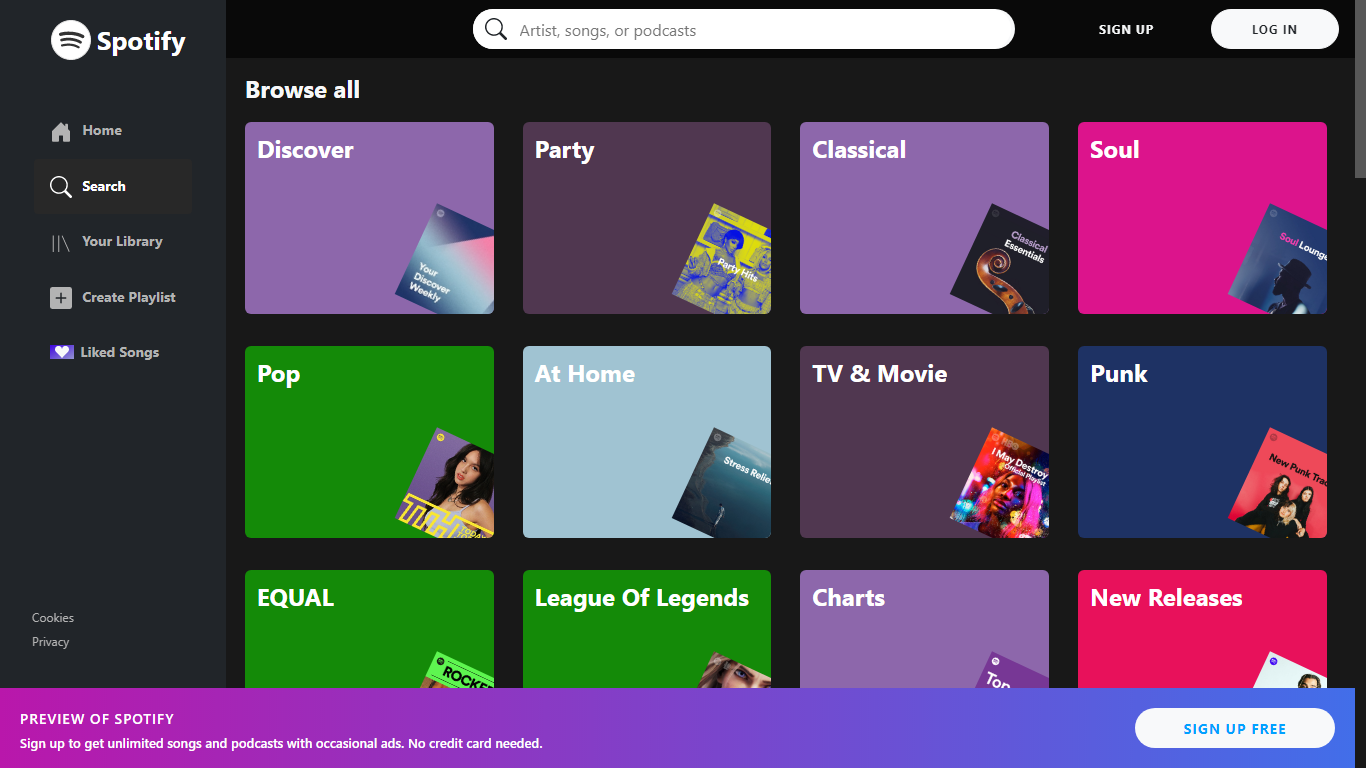 Spotify
Artist, songs, or podcasts
SIGN UP
LOG IN
Home
Search
Your Library
Create Playlist
Liked Songs
Cookies
Privacy
Browse all
Discover
Your
Discover
Weekly
Party
Party Hits
Classical
Classical
Essentials
Soul
Soul Lounge
Pop
At Home
Stress Relie
TV & Movie
HBO
I May Destroy
Official Playlist
Punk
New Punk Trac
EQUAL
ROCKE
League Of Legends
Charts
Top
New Releases
PREVIEW OF SPOTIFY
Sign up to get unlimited songs and podcasts with occasional ads. No credit card needed.
SIGN UP FREE